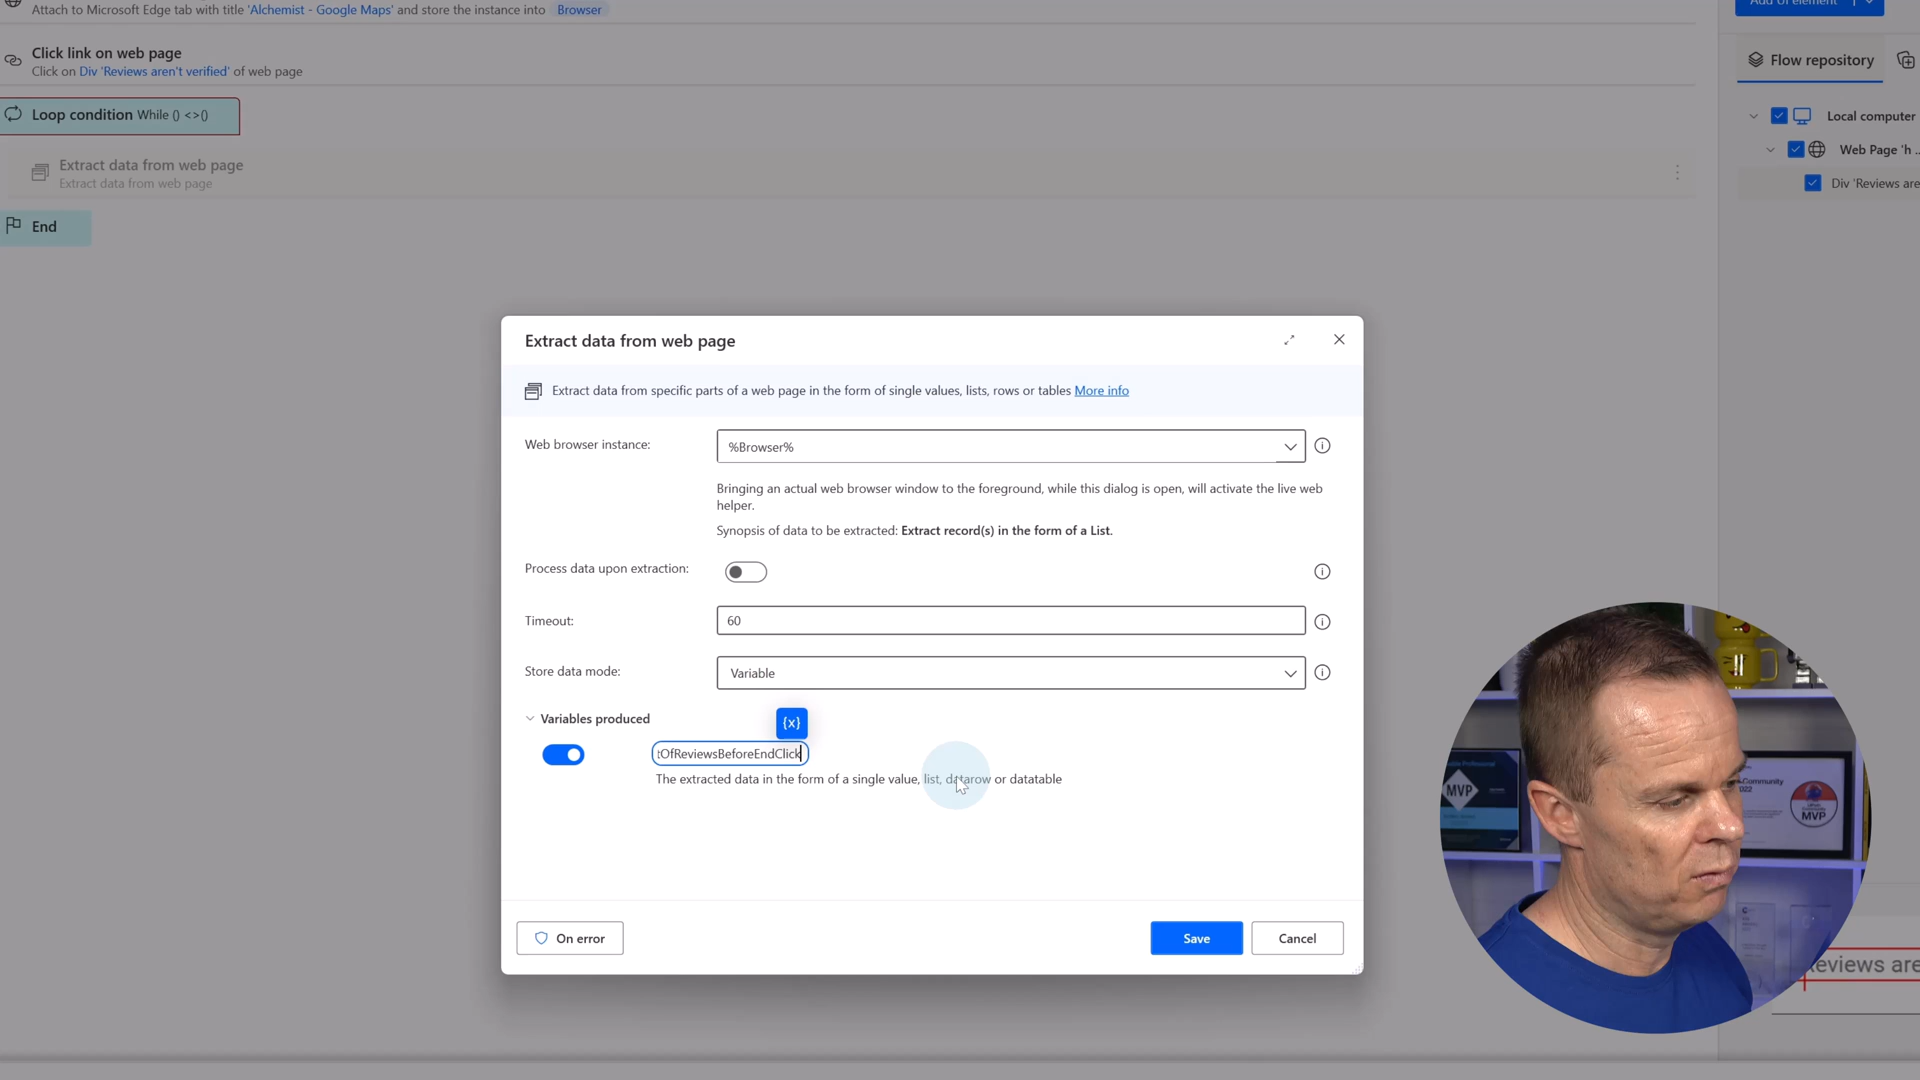 Attach to Microsoft Edge tab with title 'Alchemist - Google Maps' and store the instance into Browser
Add UI element
Click link on web page
Click on Div 'Reviews aren't verified' of web page
Flow repository
Loop condition While () <>()
Local computer
Web Page 'h ...
Extract data from web page
Extract data from web page
Div 'Reviews are
End
Extract data from web page
Extract data from specific parts of a web page in the form of single values, lists, rows or tables More info
Web browser instance:
%Browser%
Bringing an actual web browser window to the foreground, while this dialog is open, will activate the live web
helper.
Synopsis of data to be extracted: Extract record(s) in the form of a List.
Process data upon extraction:
Timeout:
60
Store data mode:
Variable
Variables produced
{x}
tOfReviewsBeforeEndClick
The extracted data in the form of a single value, list, datarow or datatable
On error
Save
Cancel
MVP
Community
2022
MVP
Reviews are